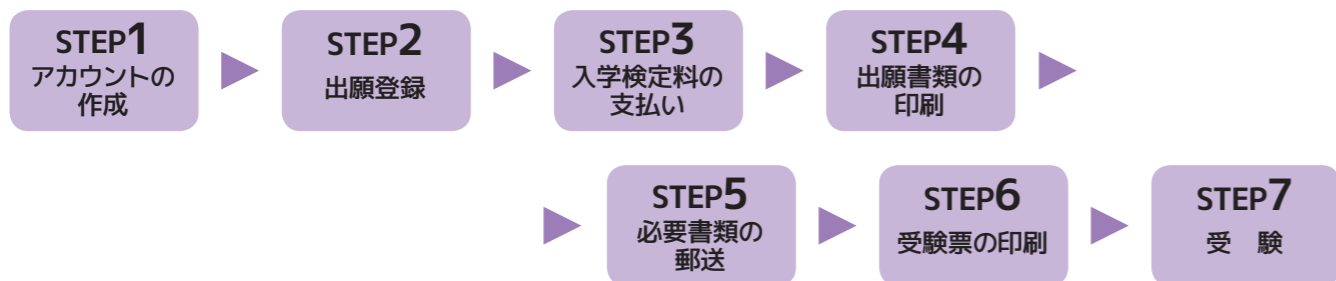 STEP1
アカウントの
作成
STEP2
出願登録
STEP3
入学検定料の
支払い
STEP4
出願書類の
印刷
STEP5
必要書類の
郵送
STEP6
受験票の印刷
STEP7
受　験